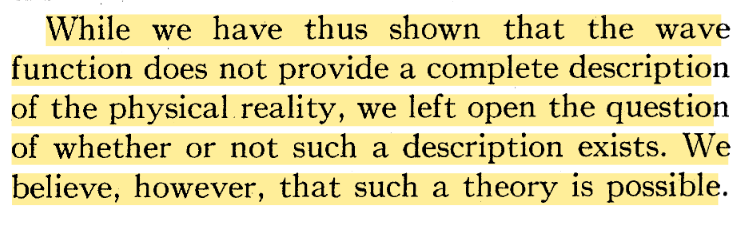 While we have thus shown that the wave
function does not provide a complete description
of the physical reality, we left open the question
of whether or not such a description exists. We
believe, however, that such a theory is possible.